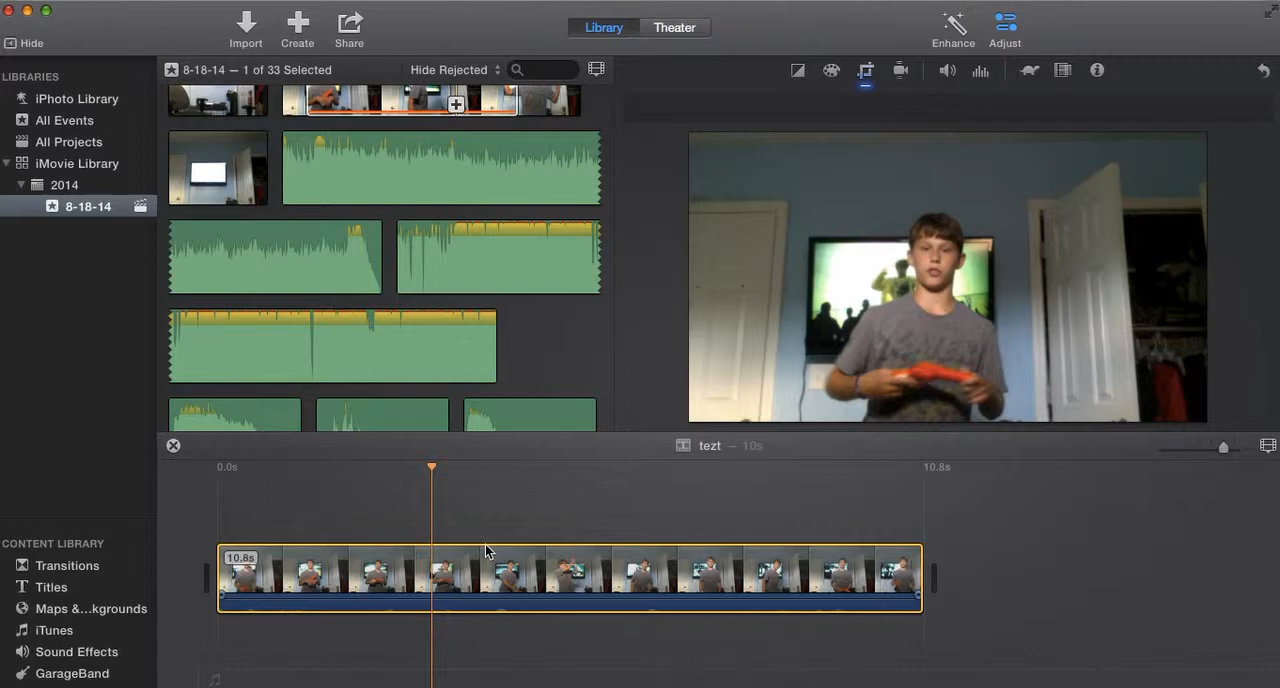 Library Theater
Hide Import Create Share Enhance Adjust
LIBRARIES
8-18-14 — 1 of 33 Selected Hide Rejected
iPhoto Library
All Events
All Projects
iMovie Library
2014
8-18-14
tezt – 10s
0.0s 10.8s
10.8s
CONTENT LIBRARY
Transitions
T Titles
Maps &...kgrounds
iTunes
Sound Effects
GarageBand